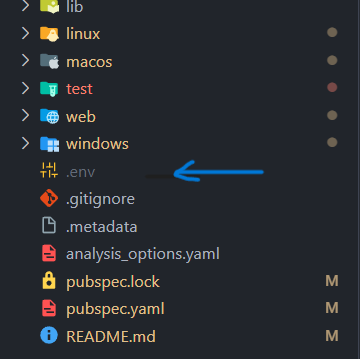 lib
linux
macos
test
web
windows
.env
.gitignore
.metadata
analysis_options.yaml
pubspec.lock M
pubspec.yaml M
README.md M